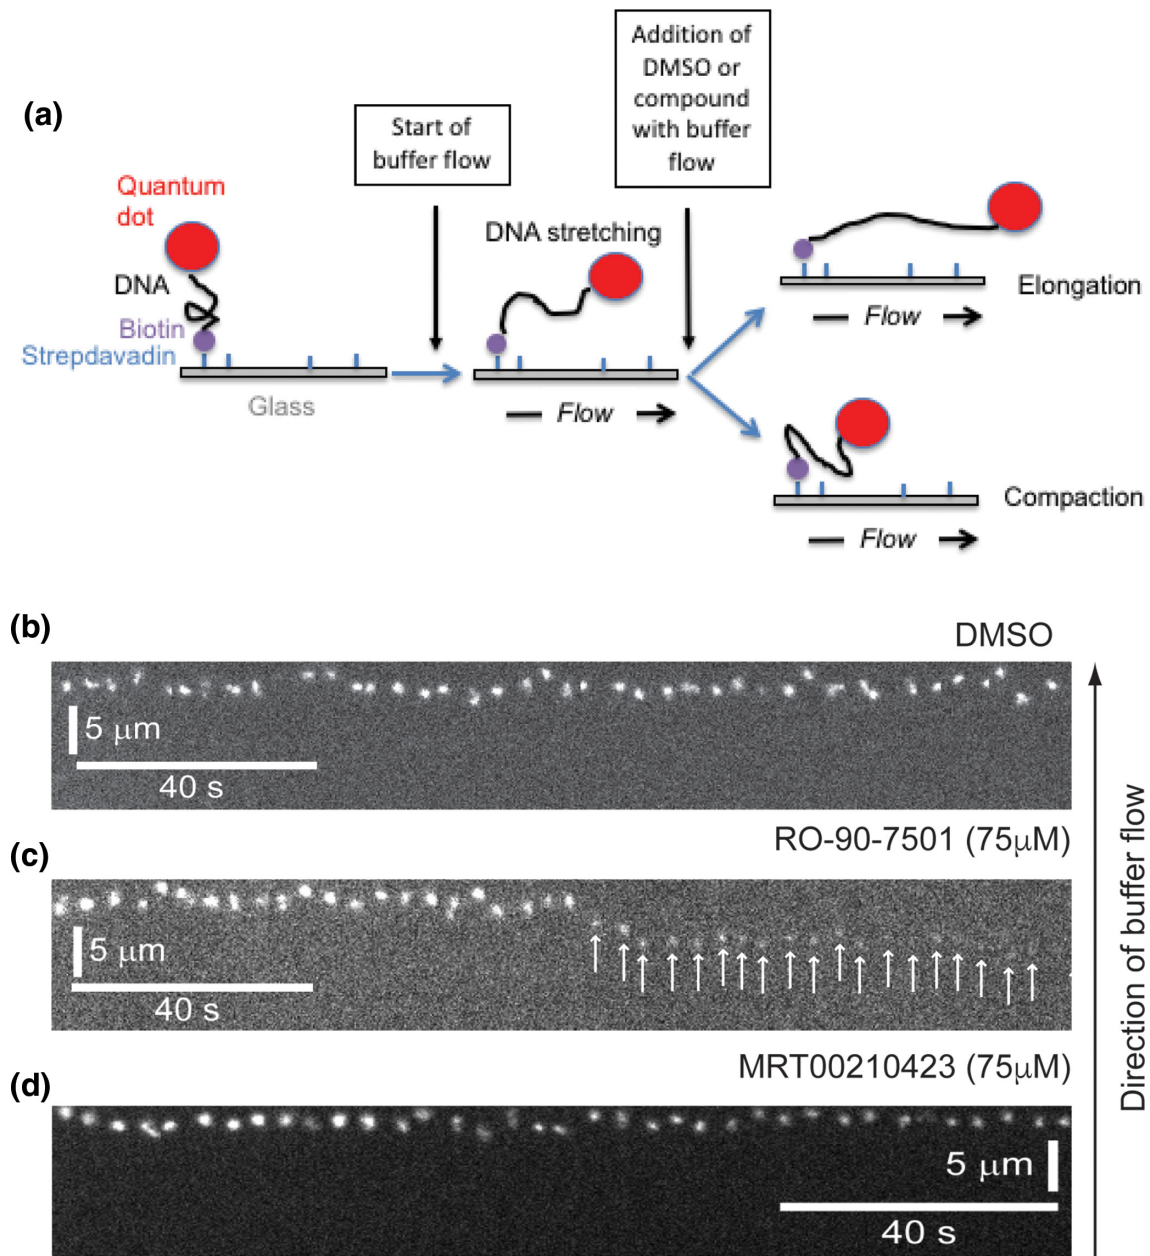 (a)
Start of
buffer flow
Addition of
DMSO or
compound
with buffer
flow
Quantum
dot
DNA
Biotin
Strepdavadin
Glass
DNA stretching
Flow
Elongation
Flow
Compaction
Flow
(b)
DMSO
5 μm
40 s
RO-90-7501 (75μM)
(c)
5 μm
40 s
MRT00210423 (75μM)
(d)
5 μm
40 s
Direction of buffer flow